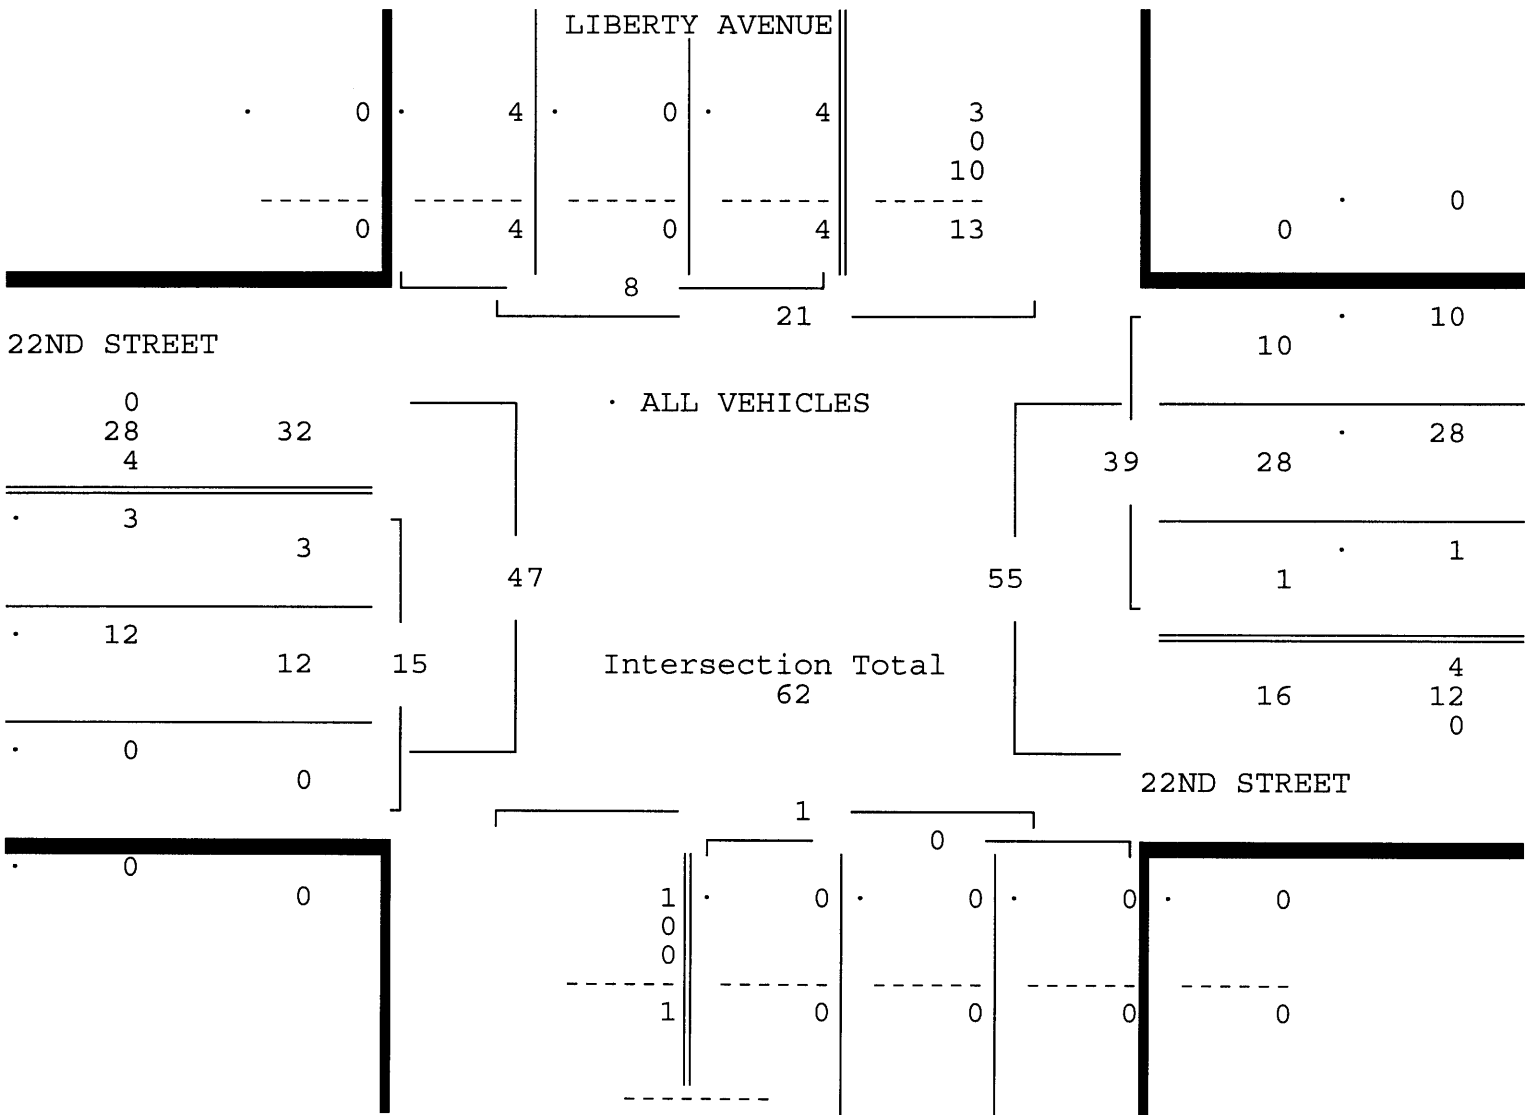 LIBERTY AVENUE
· 0 · 4 · 0 · 4 3
0
10
------ ------ ------ ------ ------ · 0
0 4 0 4 13 0
8
21 · 10
22ND STREET 10
0 · ALL VEHICLES
28 32 · 28
4 39 28
· 3
3 · 1
47 55 1
· 12
12 15 Intersection Total 4
62 16 12
0
· 0
0 22ND STREET
1
0
· 0
0 1 · 0 · 0 · 0 · 0
0
0
------ ------ ------ ------ ------
1 0 0 0 0
--------